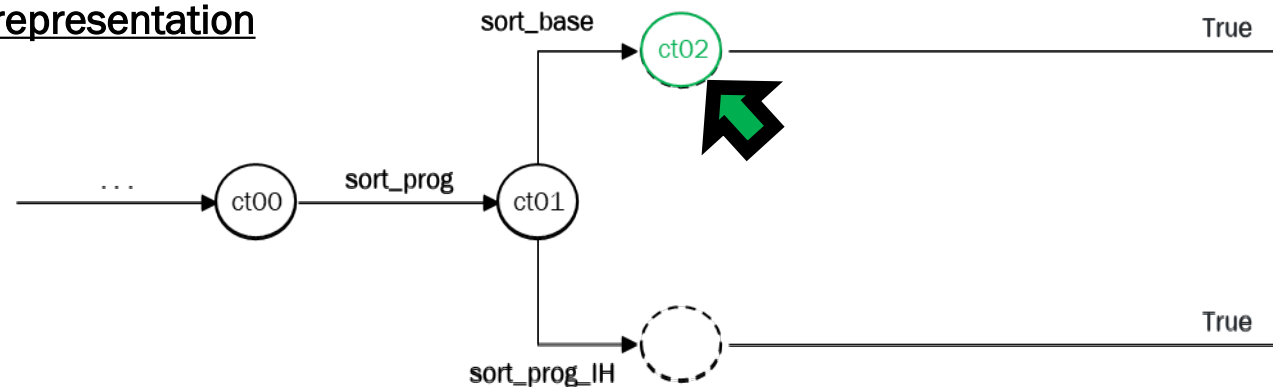 representation
sort_base
ct02
True
...
ct00
sort_prog
ct01
True
sort_prog_IH